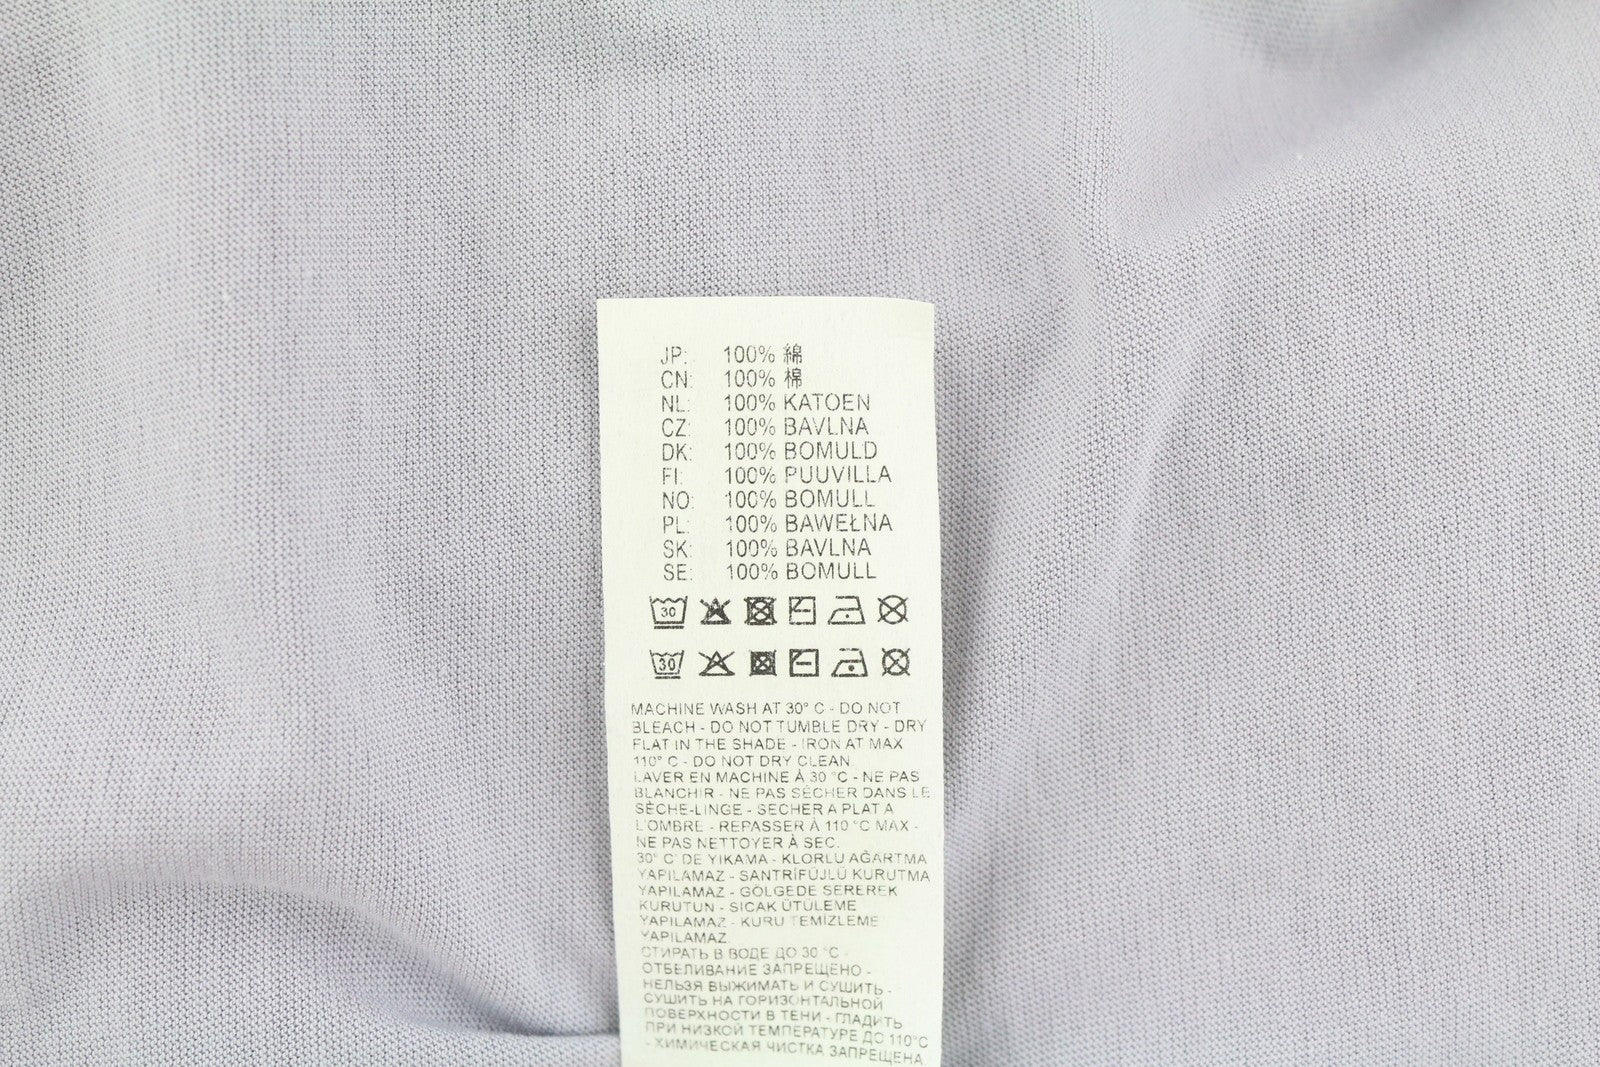 JP: 100% 綿
CN: 100% 棉
NL: 100% KATOEN
CZ: 100% BAVLNA
DK: 100% BOMULD
FI: 100% PUUVILLA
NO: 100% BOMULL
PL: 100% BAWEŁNA
SK: 100% BAVLNA
SE: 100% BOMULL
30
30
MACHINE WASH AT 30° C - DO NOT
BLEACH - DO NOT TUMBLE DRY - DRY
FLAT IN THE SHADE - IRON AT MAX
110° C - DO NOT DRY CLEAN
LAVER EN MACHINE À 30 °C - NE PAS
BLANCHIR - NE PAS SÉCHER DANS LE
SÈCHE-LINGE - SECHER A PLAT A
L'OMBRE - REPASSER À 110 °C MAX -
NE PAS NETTOYER À SEC.
30° C' DE YIKAMA - KLORLU AĞARTMA
YAPILAMAZ - SANTRİFÜJLÜ KURUTMA
YAPILAMAZ - GÖLGEDE SEREREK
KURUTUN - SICAK ÜTÜLEME
YAPILAMAZ - KURU TEMİZLEME
YAPILAMAZ.
СТИРАТЬ В ВОДЕ ДО 30 °C -
ОТБЕЛИВАНИЕ ЗАПРЕЩЕНО -
НЕЛЬЗЯ ВЫЖИМАТЬ И СУШИТЬ -
СУШИТЬ НА ГОРИЗОНТАЛЬНОЙ
ПОВЕРХНОСТИ В ТЕНИ - ГЛАДИТЬ
ПРИ НИЗКОЙ ТЕМПЕРАТУРЕ ДО 110°C
- ХИМИЧЕСКАЯ ЧИСТКА ЗАПРЕЩЕНА